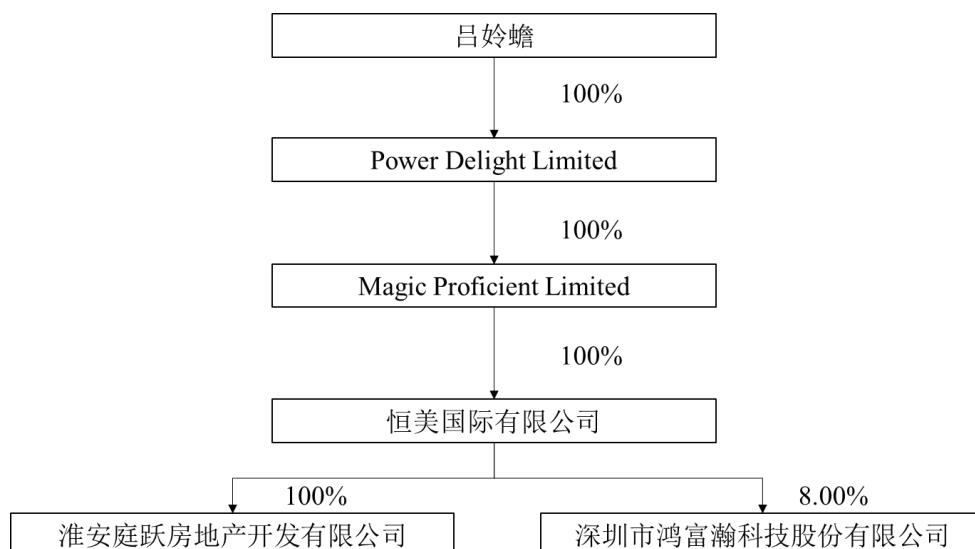 吕妗蟾
100%
Power Delight Limited
100%
Magic Proficient Limited
100%
恒美国际有限公司
100%
8.00%
淮安庭跃房地产开发有限公司
深圳市鸿富瀚科技股份有限公司